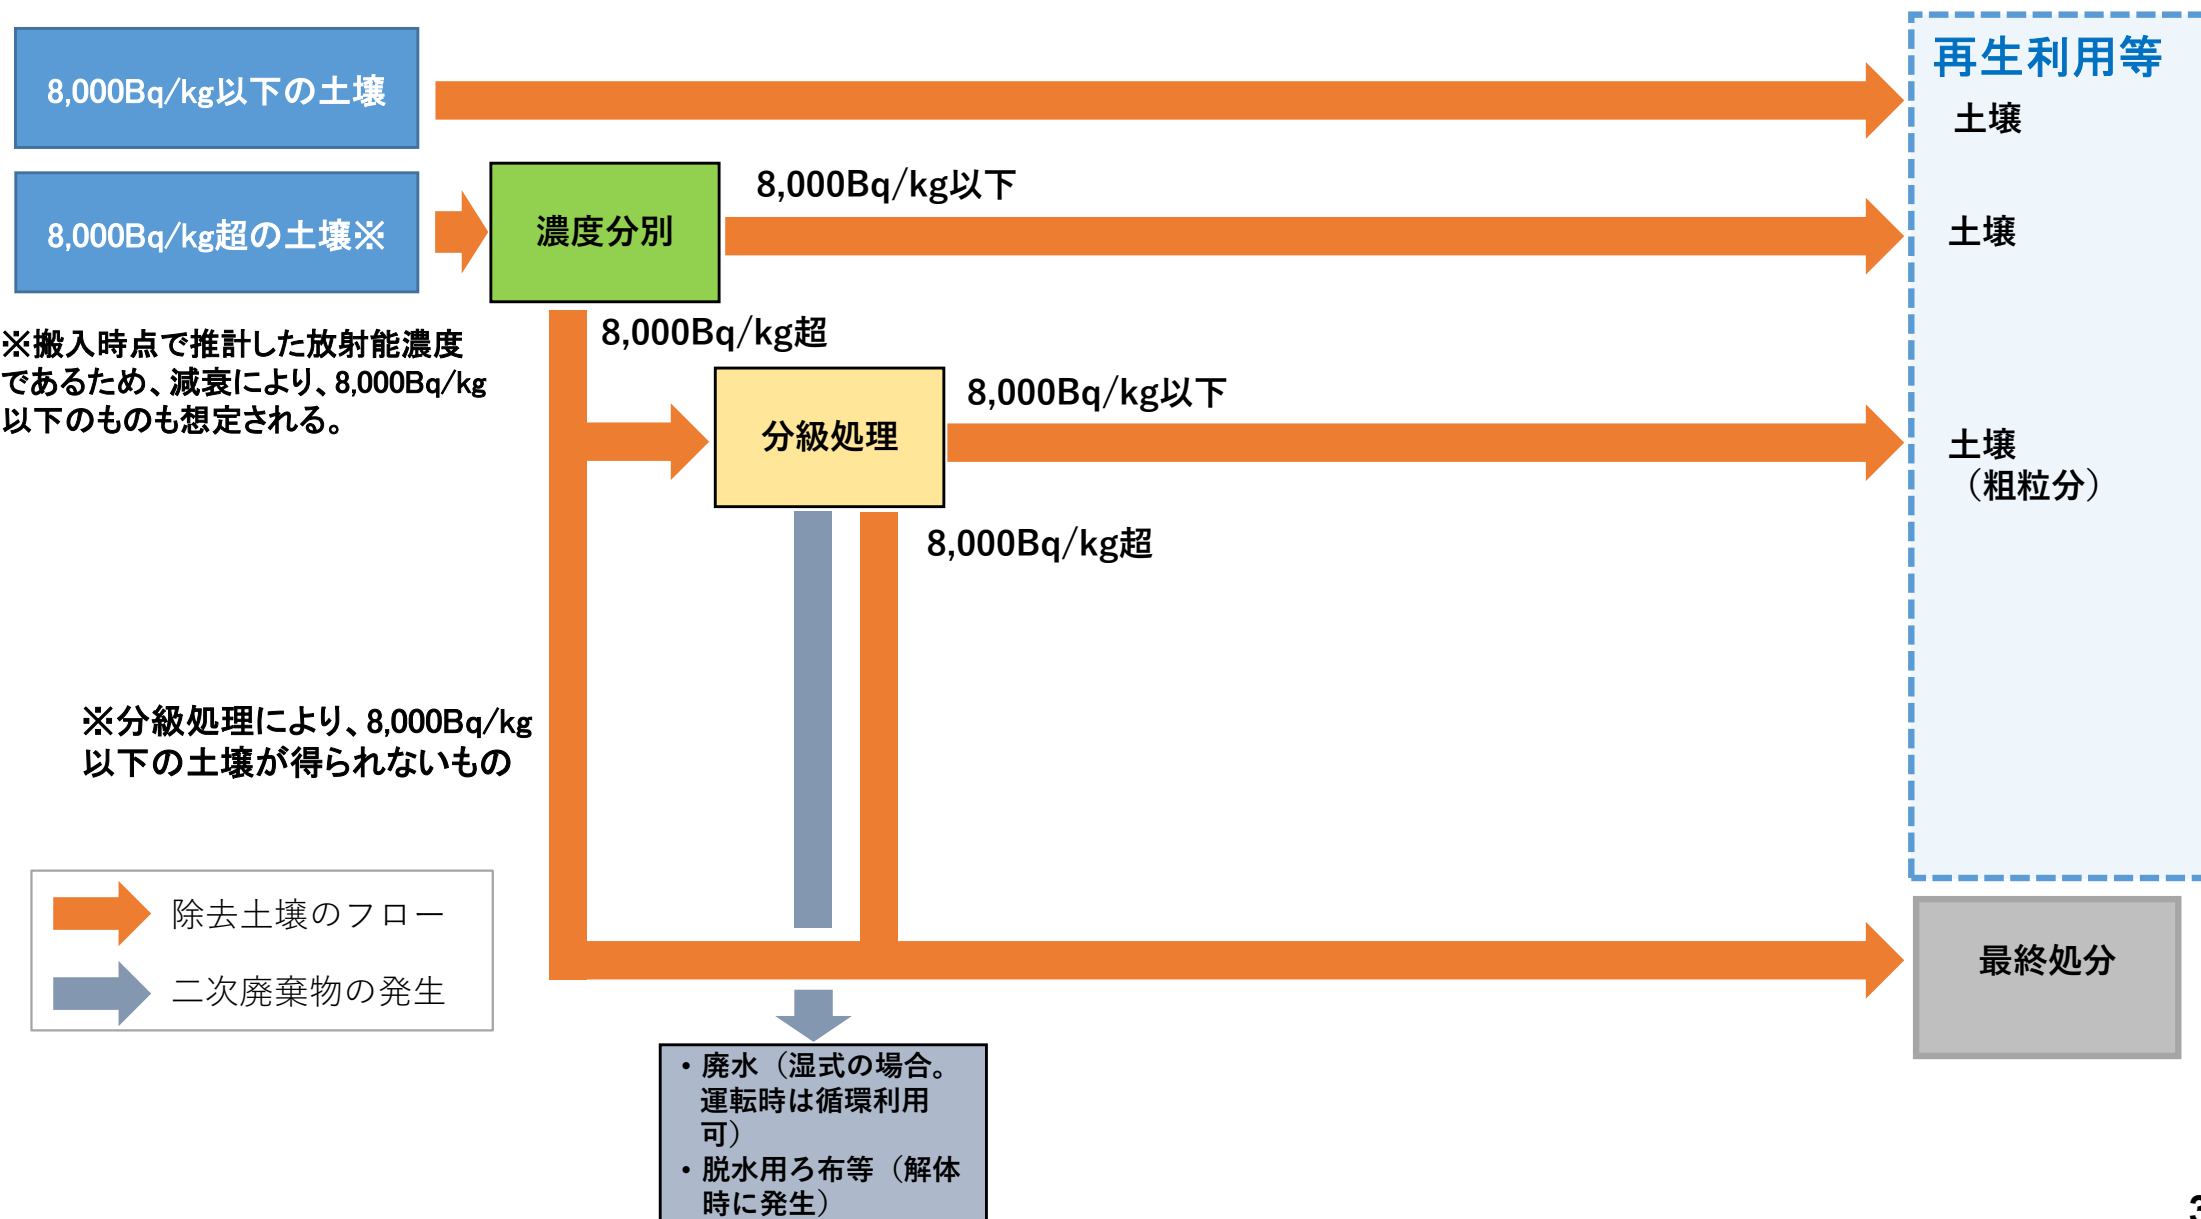 8,000Bq/kg以下の土壌
再生利用等
土壌
8,000Bq/kg超の土壌※
濃度分別
8,000Bq/kg以下
土壌
※搬入時点で推計した放射能濃度
であるため、減衰により、8,000Bq/kg
以下のものも想定される。
8,000Bq/kg超
分級処理
8,000Bq/kg以下
土壌
（粗粒分）
8,000Bq/kg超
※分級処理により、8,000Bq/kg
以下の土壌が得られないもの
除去土壌のフロー
二次廃棄物の発生
最終処分
・廃水（湿式の場合。
運転時は循環利用
可）
・脱水用ろ布等（解体
時に発生）